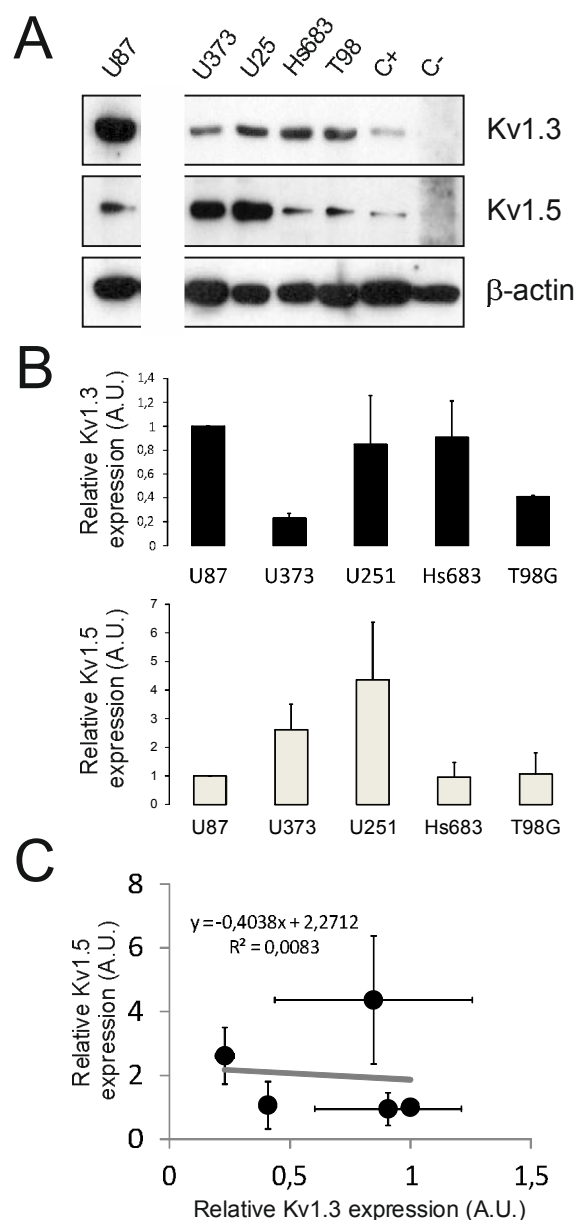 A
U87 U373 U25 Hs683 T98 C+ C-
Kv1.3
Kv1.5
β-actin
B
Relative Kv1.3
expression (A.U.)
1,4
1,2
1
0,8
0,6
0,4
0,2
0
U87 U373 U251 Hs683 T98G
Relative Kv1.5
expression (A.U.)
7
6
5
4
3
2
1
0
U87 U373 U251 Hs683 T98G
C
Relative Kv1.5
expression (A.U.)
8
6
4
2
0
y = -0,4038x + 2,2712
R² = 0,0083
0 0,5 1 1,5
Relative Kv1.3 expression (A.U.)